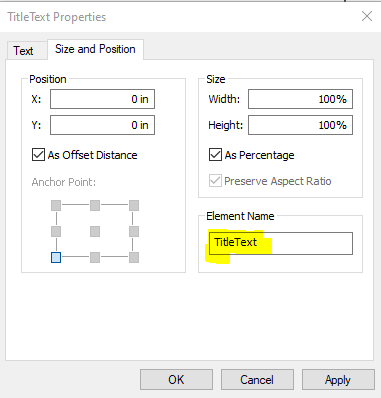 TitleText Properties
Text
Size and Position
Position
X:
0 in
Y:
0 in
As Offset Distance
Anchor Point:
Size
Width:
100%
Height:
100%
As Percentage
Preserve Aspect Ratio
Element Name
TitleText
OK
Cancel
Apply